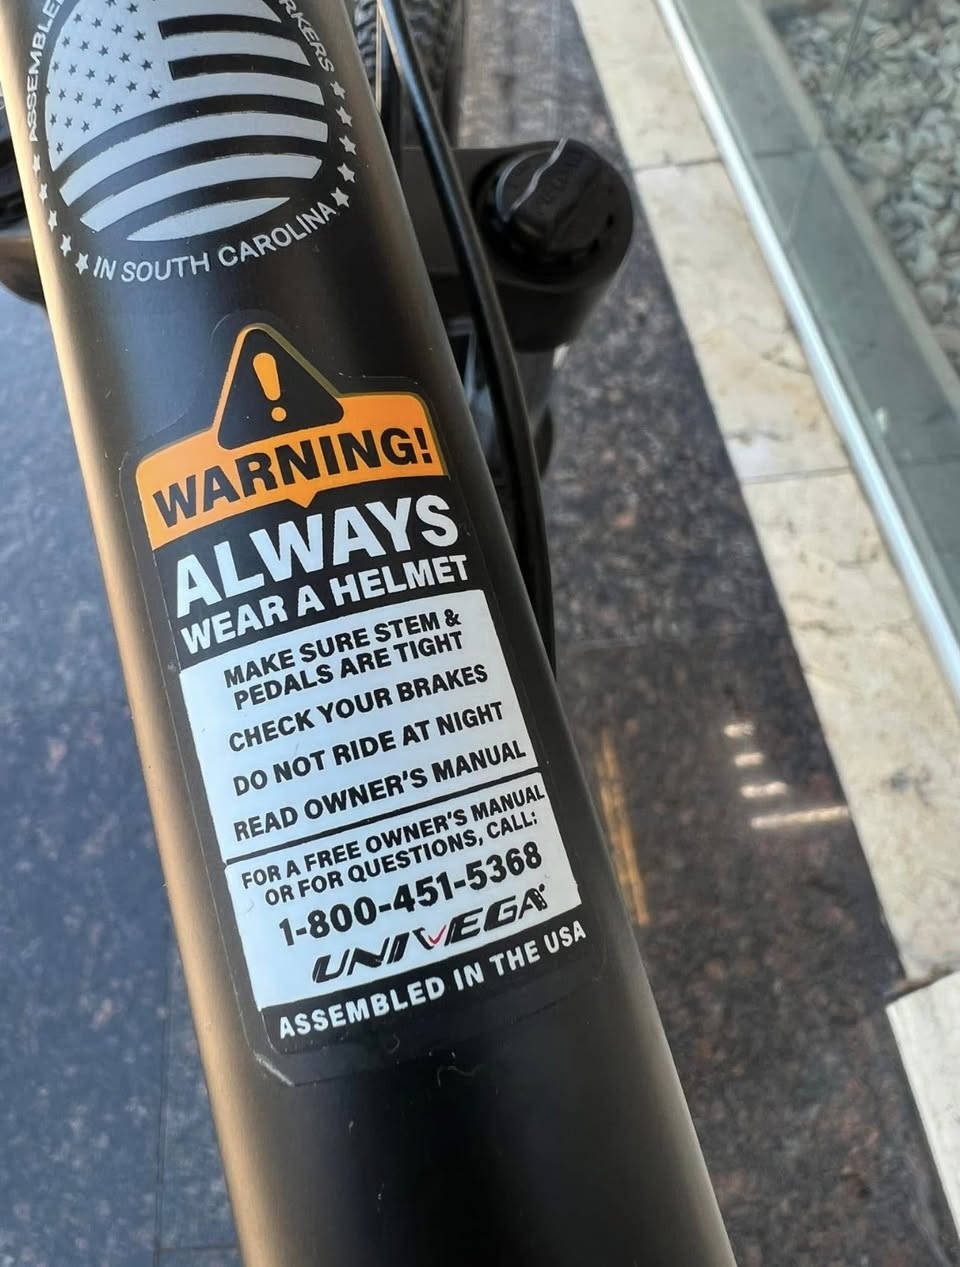 ASSEMBLED
IN SOUTH CAROLINA
WARNING!
ALWAYS
WEAR A HELMET
MAKE SURE STEM &
PEDALS ARE TIGHT
CHECK YOUR BRAKES
DO NOT RIDE AT NIGHT
READ OWNER'S MANUAL
FOR A FREE OWNER'S MANUAL
OR FOR QUESTIONS, CALL:
1-800-451-5368
UNIVEGA
ASSEMBLED IN THE USA